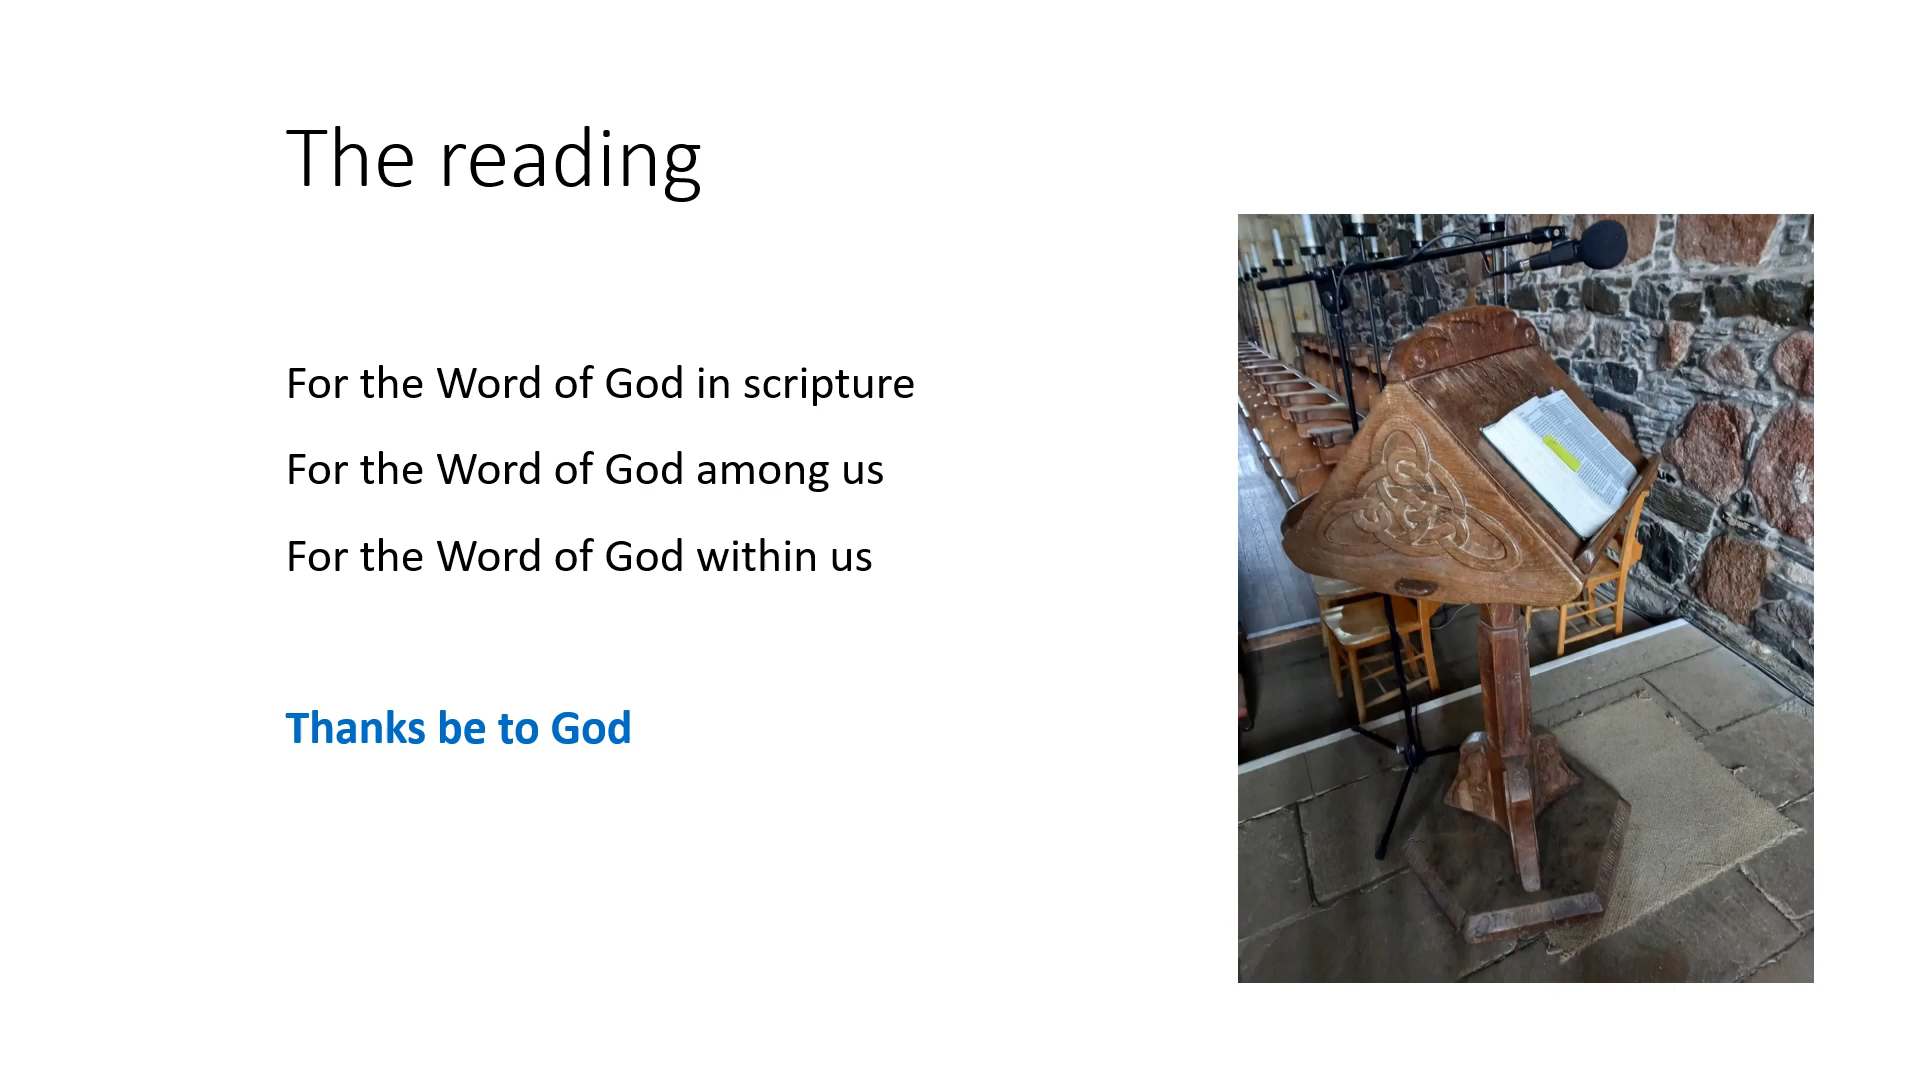 The reading
For the Word of God in scripture
For the Word of God among us
For the Word of God within us
Thanks be to God